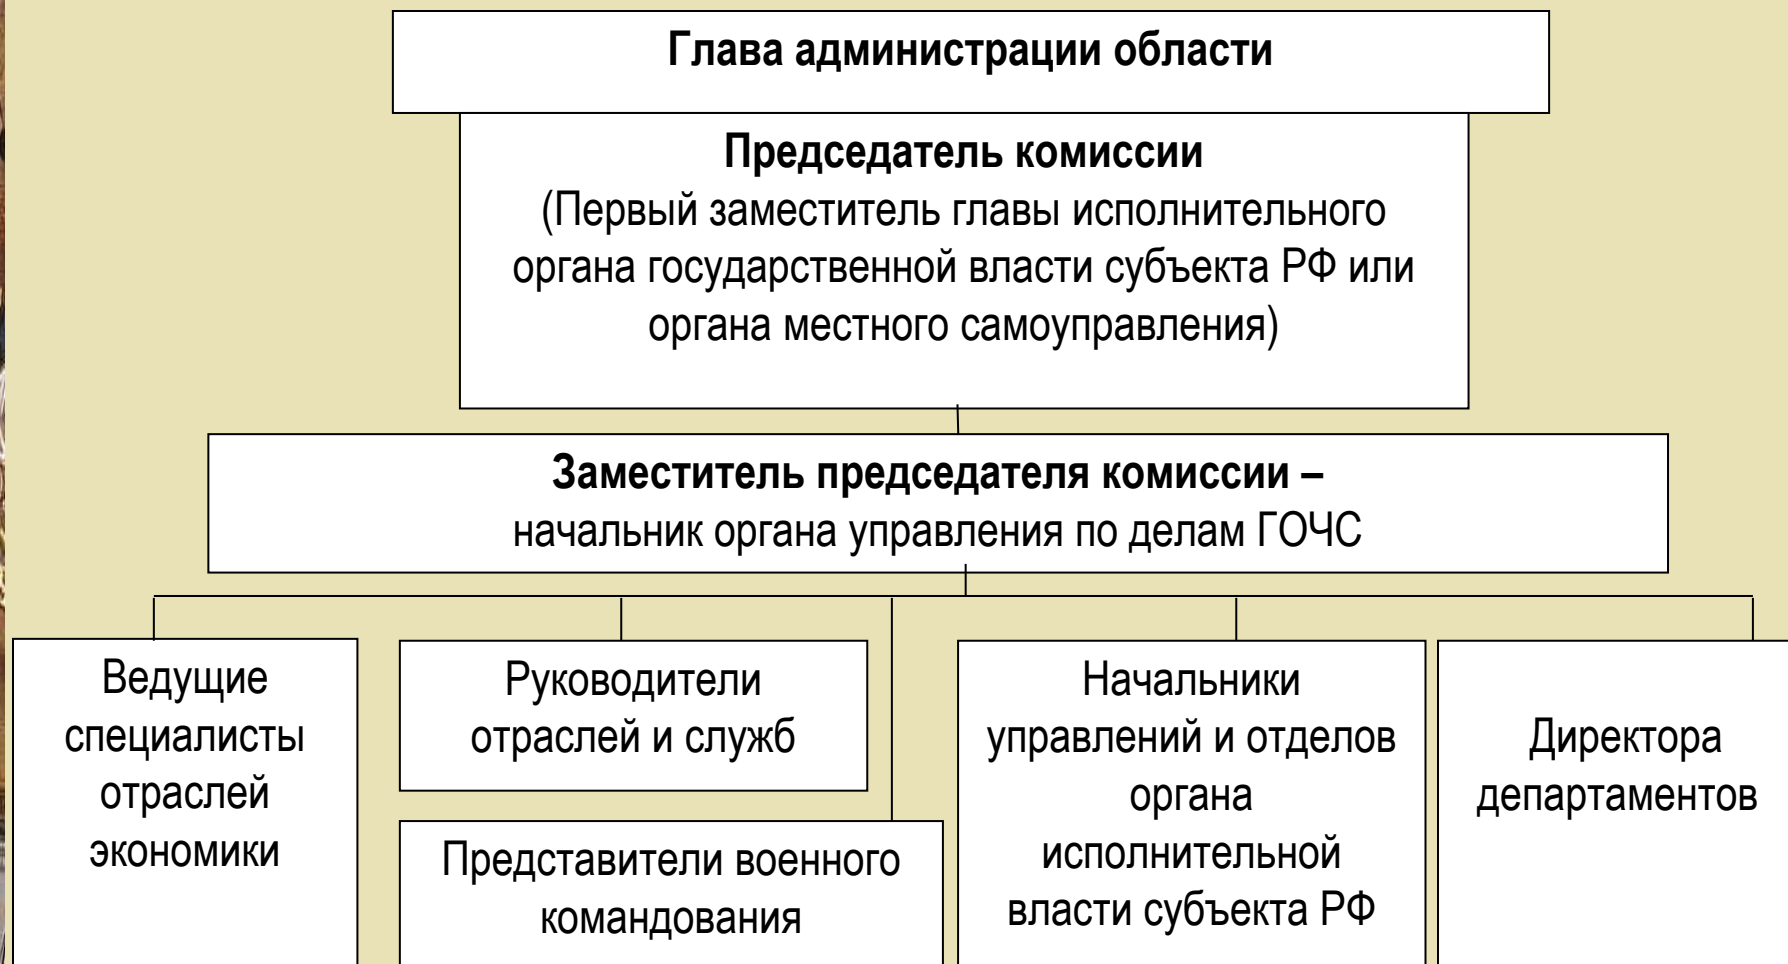 Глава администрации области
Председатель комиссии
(Первый заместитель главы исполнительного
органа государственной власти субъекта РФ или
органа местного самоуправления)
Заместитель председателя комиссии –
начальник органа управления по делам ГОЧС
Ведущие
специалисты
отраслей
экономики
Руководители
отраслей и служб
Представители военного
командования
Начальники
управлений и отделов
органа
исполнительной
власти субъекта РФ
Директора
департаментов